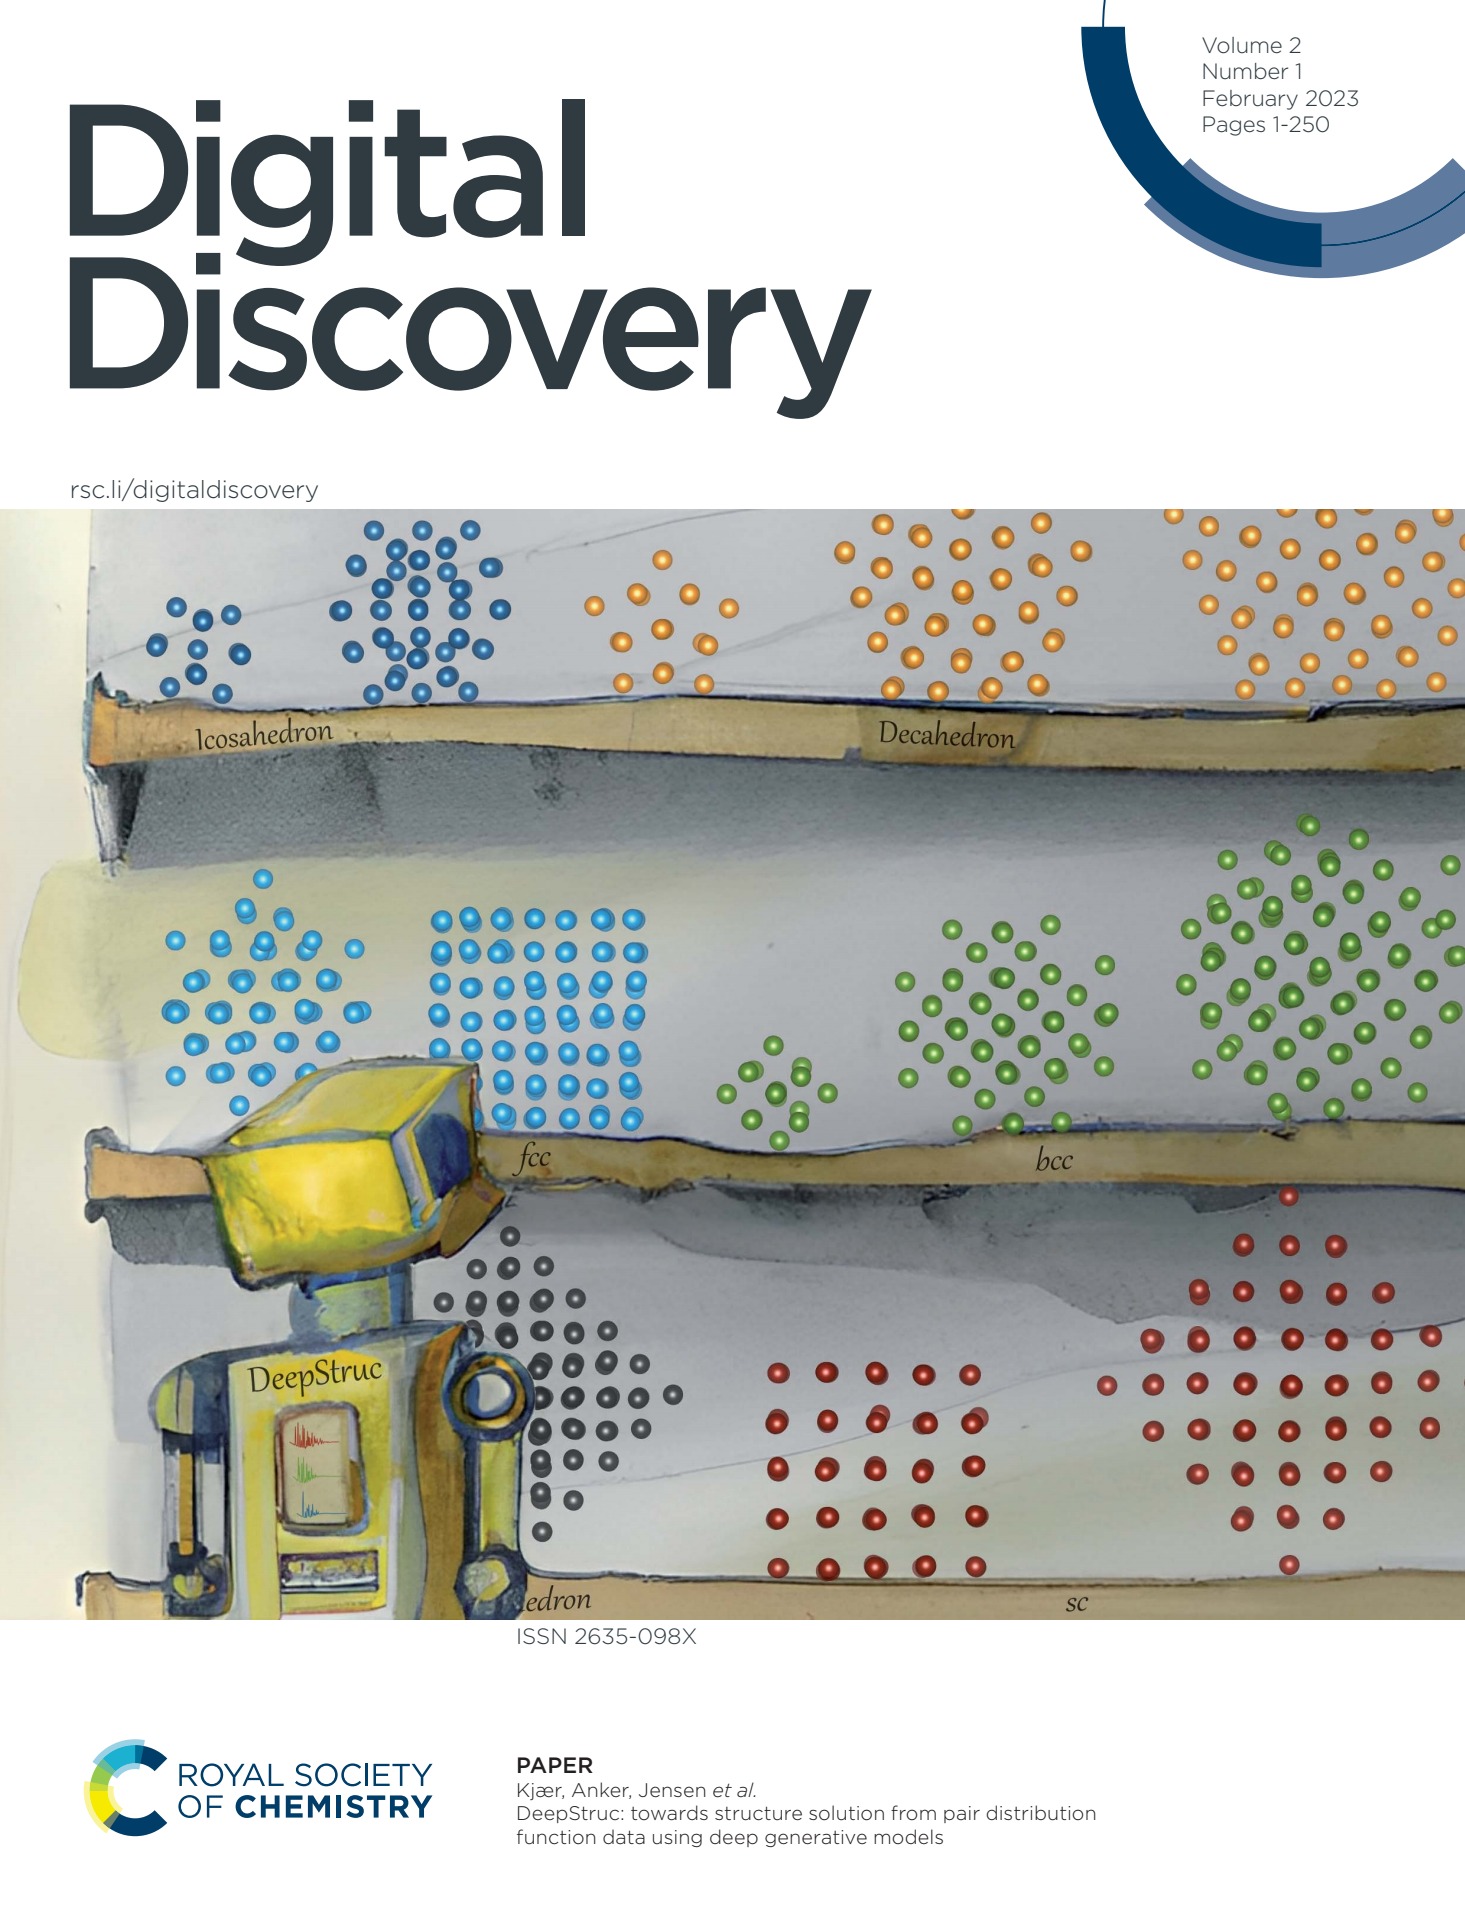 Volume 2
Number 1
February 2023
Pages 1-250
Digital
Discovery
rsc.li/digitaldiscovery
Icosahedron
Decahedron
fcc
bcc
DeepStruc
edron
sc
ISSN 2635-098X
ROYAL SOCIETY
OF CHEMISTRY
PAPER
Kjær, Anker, Jensen et al.
DeepStruc: towards structure solution from pair distribution
function data using deep generative models